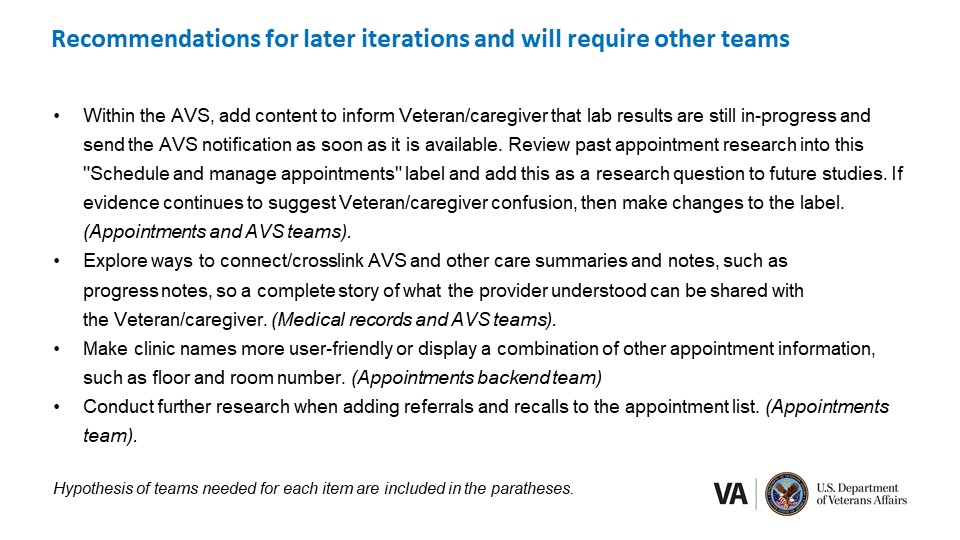 Recommendations for later iterations and will require other teams
• Within the AVS, add content to inform Veteran/caregiver that lab results are still in-progress and
send the AVS notification as soon as it is available. Review past appointment research into this
"Schedule and manage appointments" label and add this as a research question to future studies. If
evidence continues to suggest Veteran/caregiver confusion, then make changes to the label.
(Appointments and AVS teams).
• Explore ways to connect/crosslink AVS and other care summaries and notes, such as
progress notes, so a complete story of what the provider understood can be shared with
the Veteran/caregiver. (Medical records and AVS teams).
• Make clinic names more user-friendly or display a combination of other appointment information,
such as floor and room number. (Appointments backend team)
• Conduct further research when adding referrals and recalls to the appointment list. (Appointments
team).
Hypothesis of teams needed for each item are included in the paratheses.
VA
U.S. Department
of Veterans Affairs